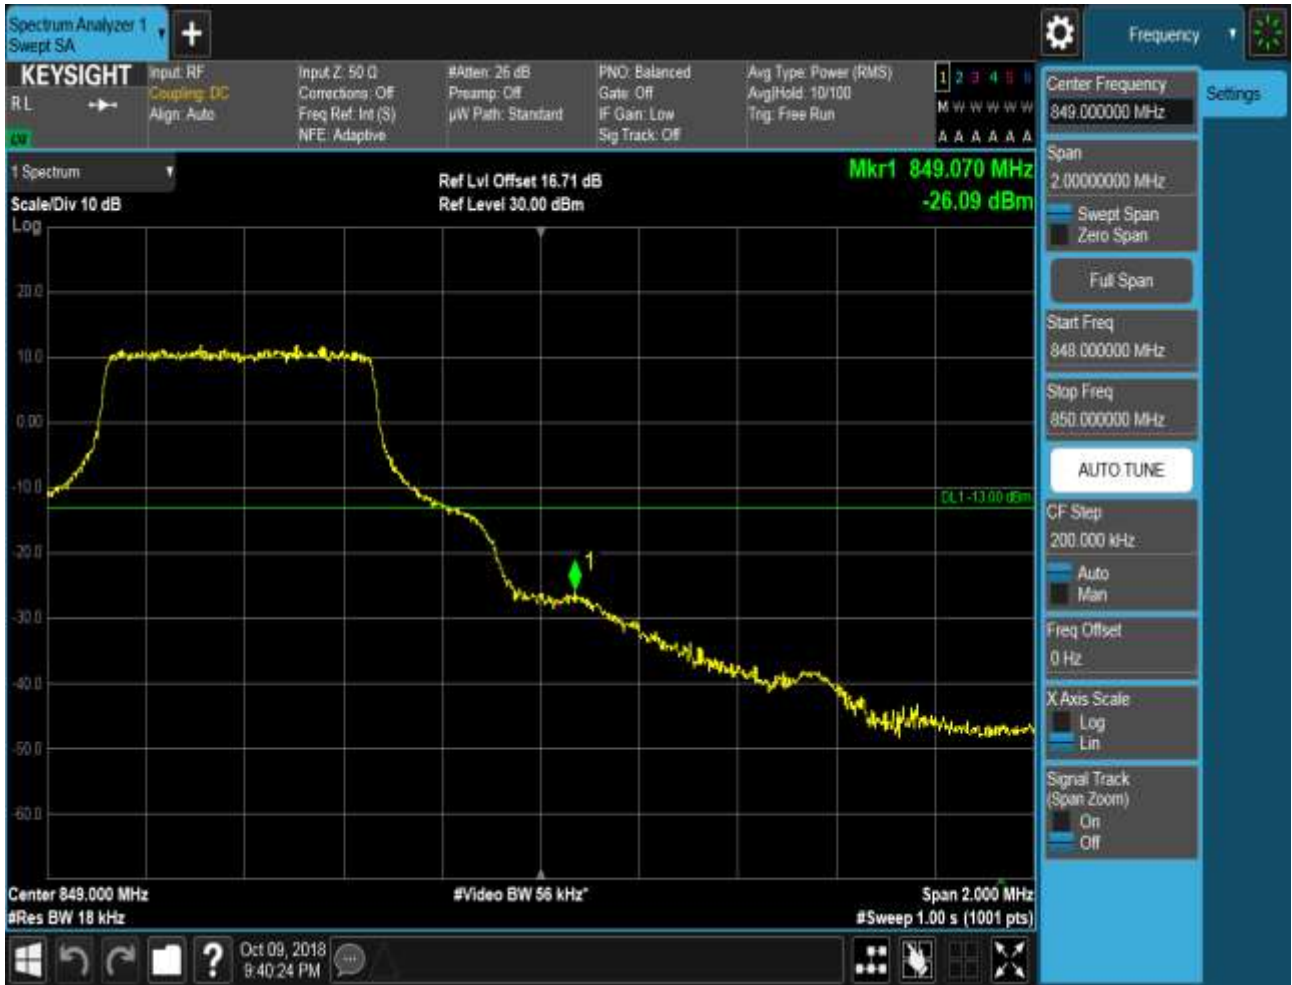 Spectrum Analyzer 1
Swept SA
+
Frequency
KEYSIGHT
R L
Input: RF
Coupling: DC
Align: Auto
Input Z: 50 Ω
Corrections: Off
Freq Ref: Int (S)
NFE: Adaptive
#Atten: 26 dB
Preamp: Off
µW Path: Standard
PNO: Balanced
Gate: Off
IF Gain: Low
Sig Track: Off
Avg Type: Power (RMS)
Avg|Hold: 10/100
Trig: Free Run
1 2 3 4 5 6
M W W W W W
A A A A A A
1 Spectrum
Scale/Div 10 dB
Log
Ref Lvl Offset 16.71 dB
Ref Level 30.00 dBm
Mkr1 849.070 MHz
-26.09 dBm
20.0
10.0
0.00
-10.0
-20.0
-30.0
-40.0
-50.0
-60.0
DL1 -13.00 dBm
1
Center 849.000 MHz
#Res BW 18 kHz
#Video BW 56 kHz*
Span 2.000 MHz
#Sweep 1.00 s (1001 pts)
Center Frequency
849.000000 MHz
Settings
Span
2.00000000 MHz
Swept Span
Zero Span
Full Span
Start Freq
848.000000 MHz
Stop Freq
850.000000 MHz
AUTO TUNE
CF Step
200.000 kHz
Auto
Man
Freq Offset
0 Hz
X Axis Scale
Log
Lin
Signal Track
(Span Zoom)
On
Off
?
Oct 09, 2018
9:40:24 PM